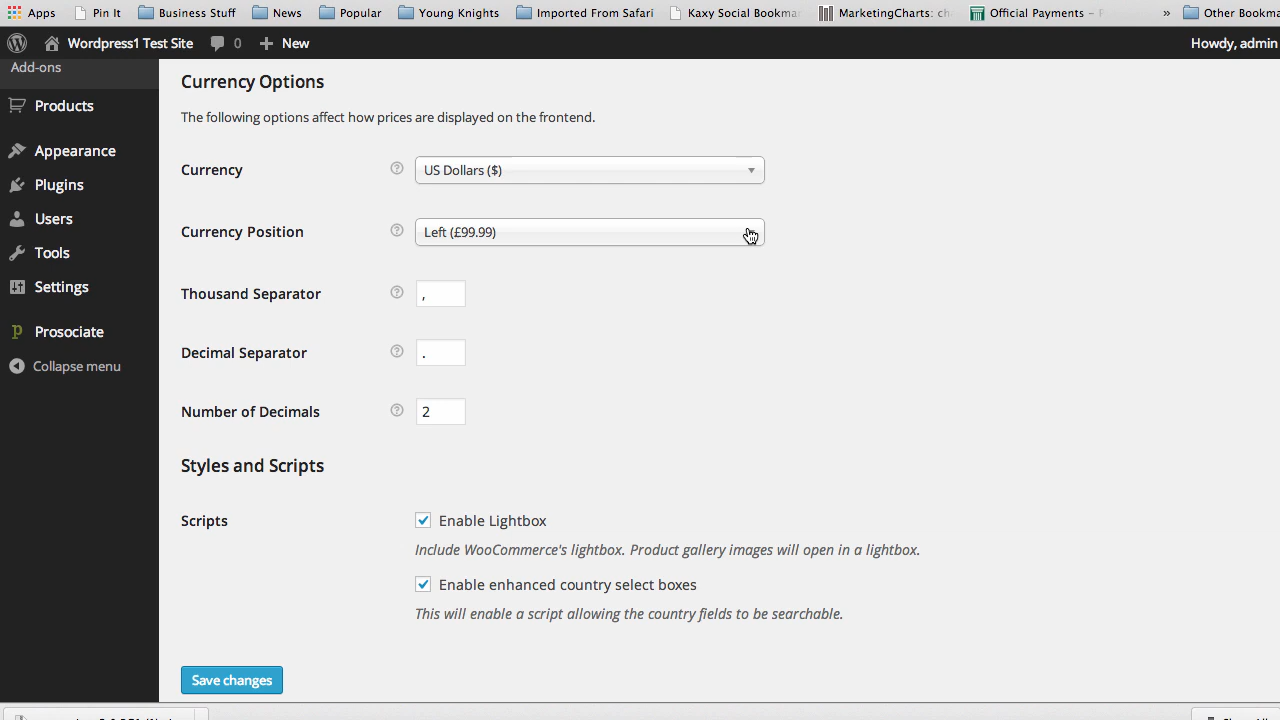 Apps Pin It Business Stuff News Popular Young Knights Imported From Safari Kaxy Social Bookma MarketingCharts: ch Official Payments – P » Other Bookma
Wordpress1 Test Site 0 New Howdy, admin
Add-ons
Products
Appearance
Plugins
Users
Tools
Settings
Prosociate
Collapse menu
Currency Options
The following options affect how prices are displayed on the frontend.
Currency US Dollars ($)
Currency Position Left (£99.99)
Thousand Separator ,
Decimal Separator .
Number of Decimals 2
Styles and Scripts
Scripts Enable Lightbox
Include WooCommerce's lightbox. Product gallery images will open in a lightbox.
Enable enhanced country select boxes
This will enable a script allowing the country fields to be searchable.
Save changes